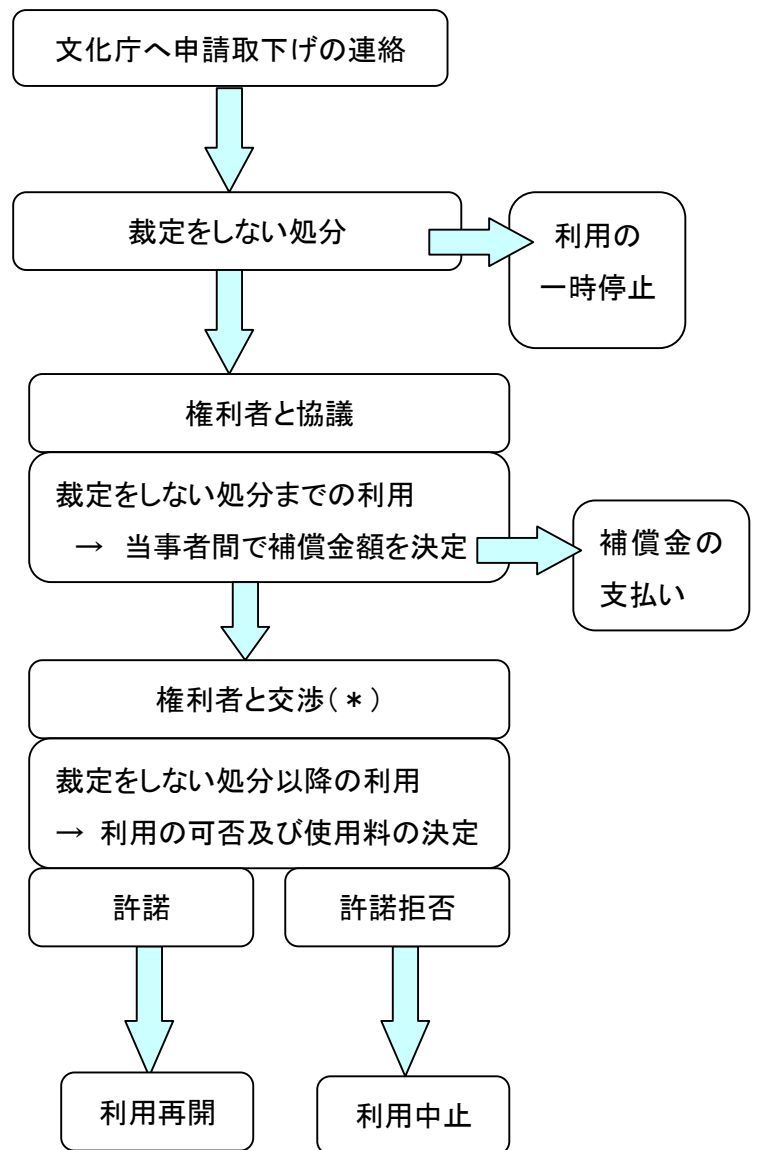 文化庁へ申請取下げの連絡
裁定をしない処分
利用の
一時停止
権利者と協議
裁定をしない処分までの利用
→ 当事者間で補償金額を決定
補償金の
支払い
権利者と交渉(*)
裁定をしない処分以降の利用
→ 利用の可否及び使用料の決定
許諾
許諾拒否
利用再開
利用中止